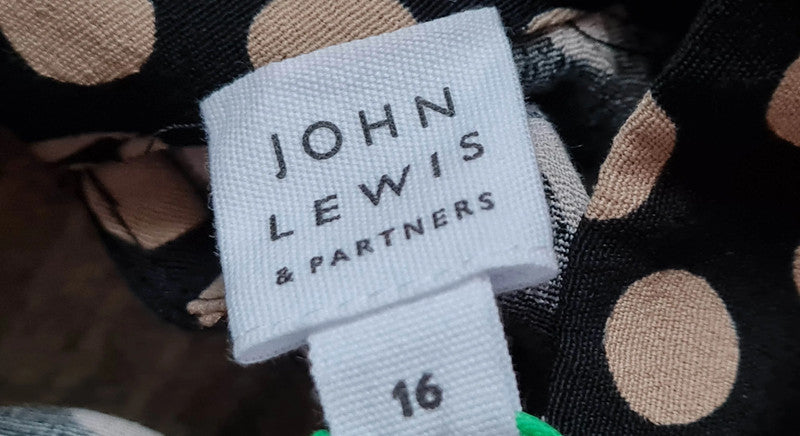 JOHN
LEWIS
& PARTNERS
16